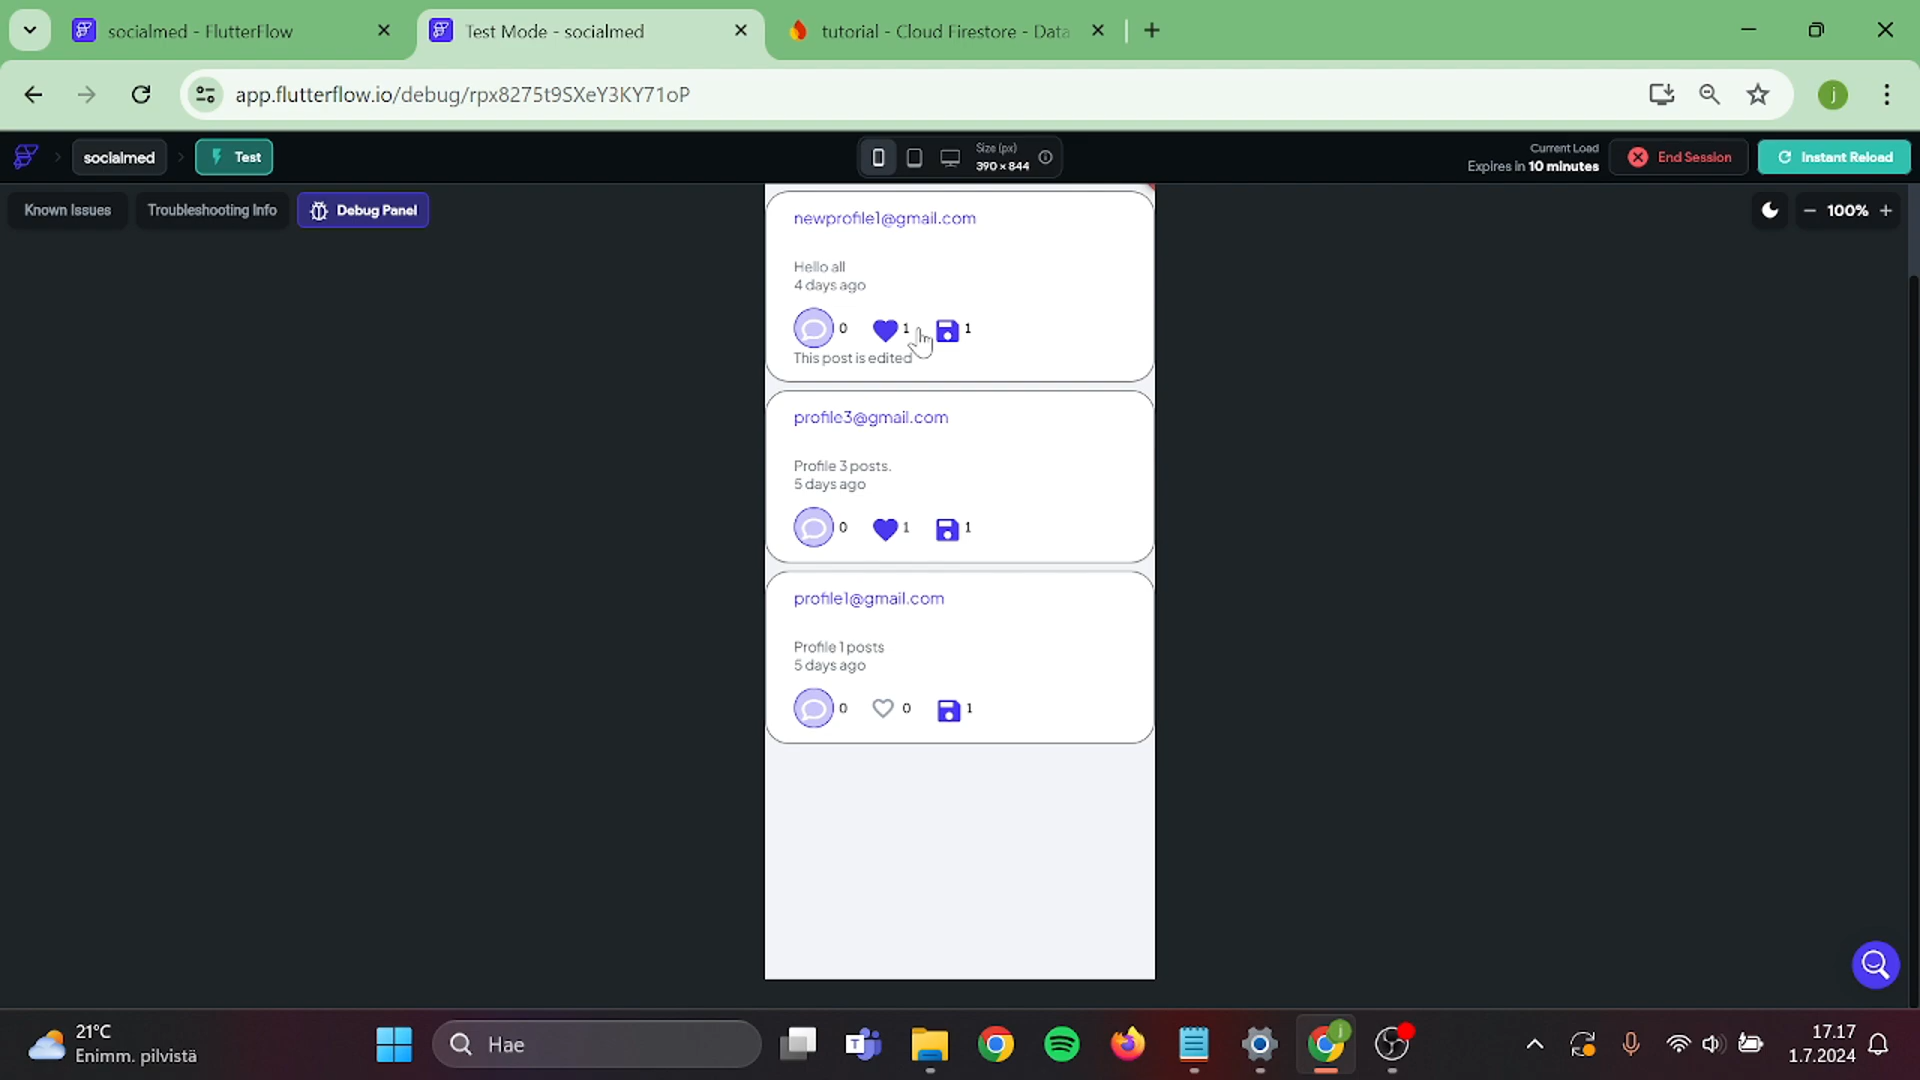 socialmed - FlutterFlow
Test Mode - socialmed
tutorial - Cloud Firestore - Data
app.flutterflow.io/debug/rpx8275t9SXeY3KY71oP
j
socialmed
Test
Size (px)
390 × 844
Current Load
Expires in 10 minutes
End Session
Instant Reload
Known Issues
Troubleshooting Info
Debug Panel
100%
newprofile1@gmail.com
Hello all
4 days ago
0 1 1
This post is edited
profile3@gmail.com
Profile 3 posts.
5 days ago
0 1 1
profile1@gmail.com
Profile 1 posts
5 days ago
0 0 1
21°C
Enimm. pilvistä
Hae
17.17
1.7.2024